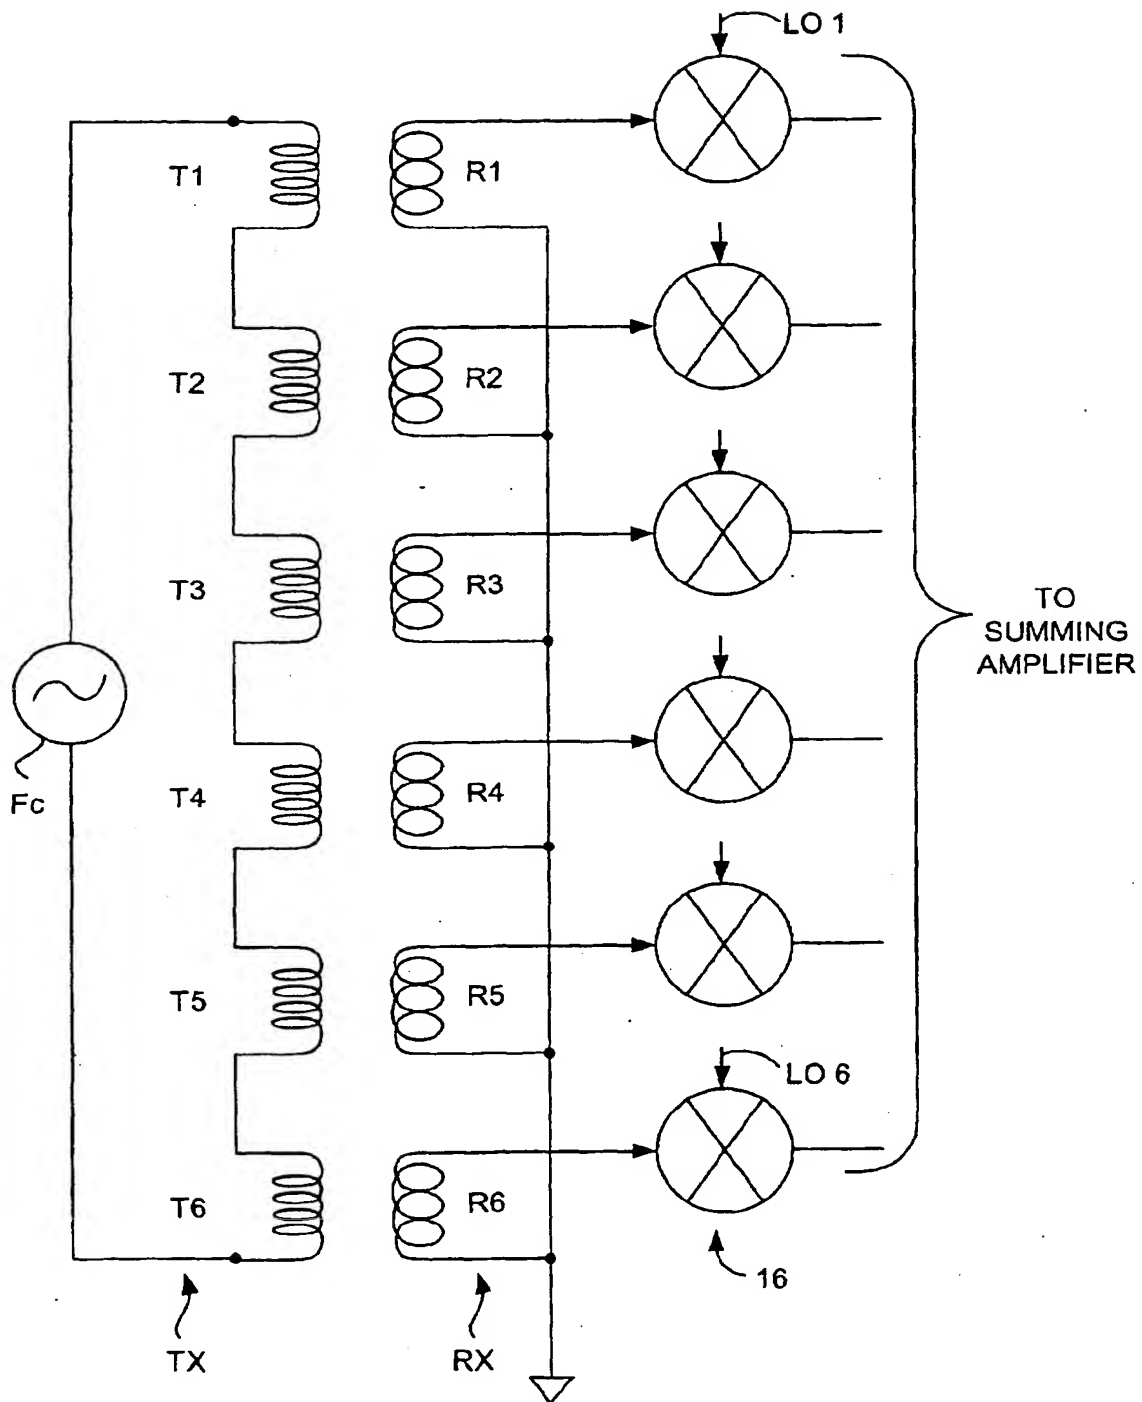 LO 1
T1
R1
T2
R2
T3
R3
TO
SUMMING
AMPLIFIER
Fc
T4
R4
T5
R5
LO 6
T6
R6
16
TX
RX